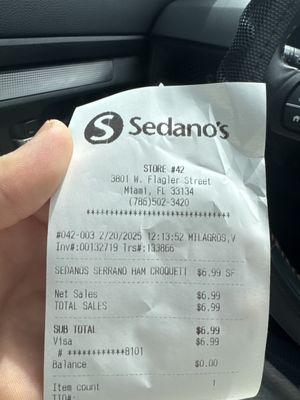 S Sedano's
STORE #42
3801 W. Flagler Street
Miami, FL 33134
(786)502-3420
********************************
#042-003 2/20/2025 12:13:52 MILAGROS,V
Inv#:00132719 Trs#:133866
SEDANOS SERRANO HAM CROQUETT $6.99 SF
Net Sales $6.99
TOTAL SALES $6.99
SUB TOTAL $6.99
Visa $6.99
# ************8101
Balance $0.00
Item count 1